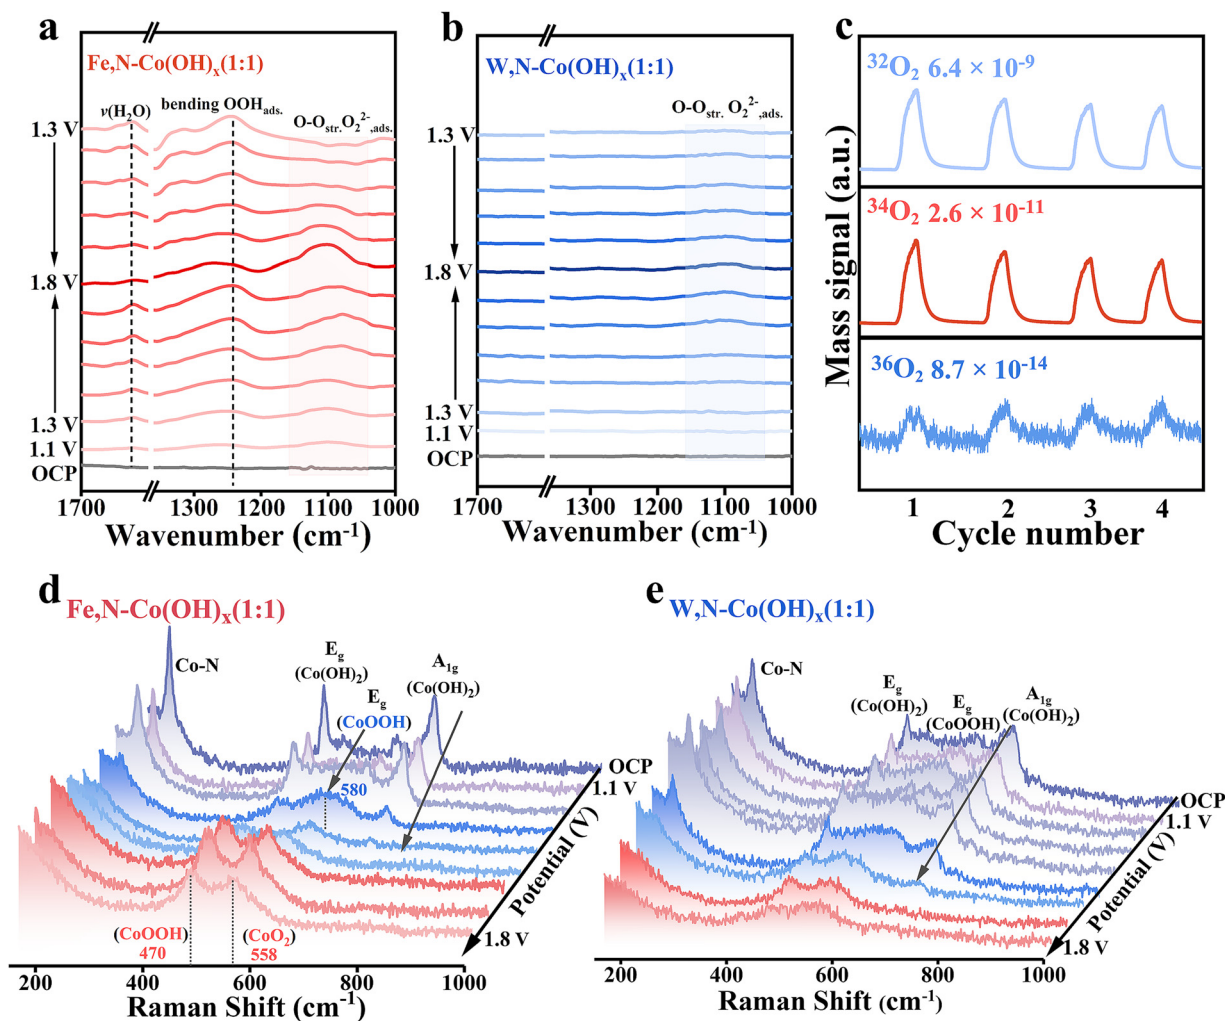 a
Fe,N-Co(OH)x(1:1)
ν(H2O)
bending OOHads.
O-Ostr. O2²⁻,ads.
1.3 V
1.8 V
1.3 V
1.1 V
OCP
1700
1300
1200
1100
1000
Wavenumber (cm⁻¹)
b
W,N-Co(OH)x(1:1)
O-Ostr. O2²⁻,ads.
1.3 V
1.8 V
1.3 V
1.1 V
OCP
1700
1300
1200
1100
1000
Wavenumber (cm⁻¹)
c
³²O2 6.4 × 10⁻⁹
³⁴O2 2.6 × 10⁻¹¹
³⁶O2 8.7 × 10⁻¹⁴
Mass signal (a.u.)
1
2
3
4
Cycle number
d
Fe,N-Co(OH)x(1:1)
Co-N
Eg
(Co(OH)2)
Eg
(CoOOH)
580
A1g
(Co(OH)2)
OCP
1.1 V
Potential (V)
1.8 V
(CoOOH)
470
(CoO2)
558
200
400
600
800
1000
Raman Shift (cm⁻¹)
e
W,N-Co(OH)x(1:1)
Co-N
Eg
(Co(OH)2)
Eg
(CoOOH)
A1g
(Co(OH)2)
OCP
1.1 V
Potential (V)
1.8 V
200
400
600
800
1000
Raman Shift (cm⁻¹)